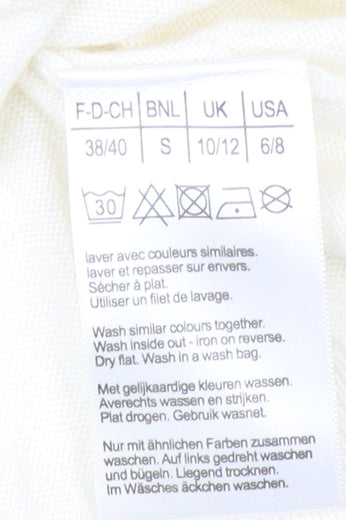 F-D-CH BNL UK USA
38/40 S 10/12 6/8
30
laver avec couleurs similaires.
laver et repasser sur envers.
Sécher à plat.
Utiliser un filet de lavage.
Wash similar colours together.
Wash inside out - iron on reverse.
Dry flat. Wash in a wash bag.
Met gelijkaardige kleuren wassen.
Averechts wassen en strijken.
Plat drogen. Gebruik wasnet.
Nur mit ähnlichen Farben zusammen
waschen. Auf links gedreht waschen
und bügeln. Liegend trocknen.
Im Wäsches äckchen waschen.